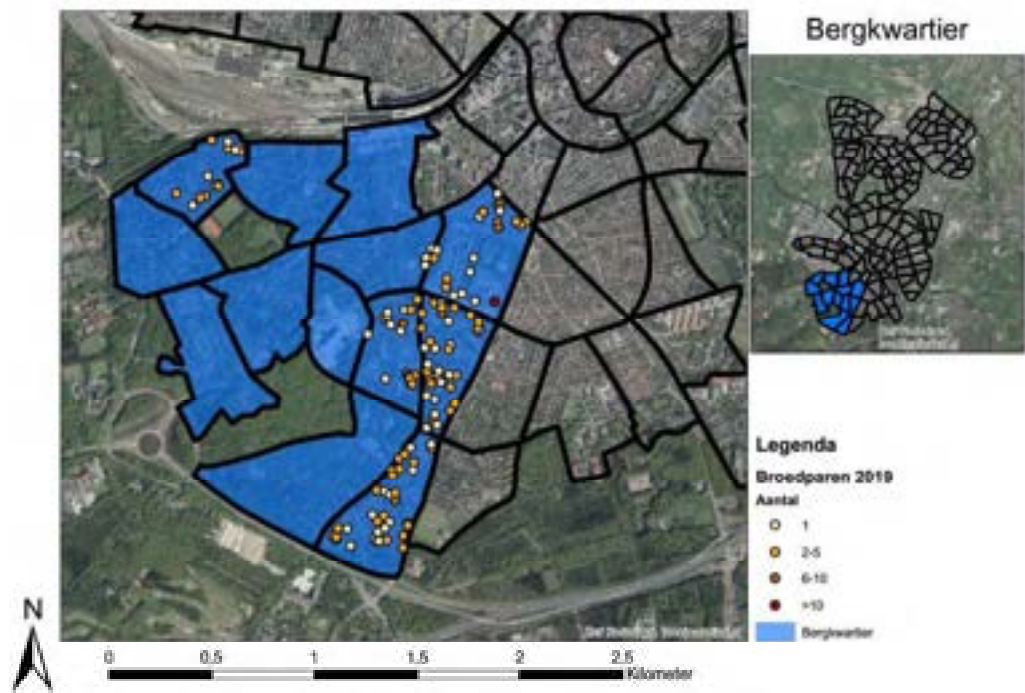 Bergkwartier
Legenda
Broedparen 2019
Aantal
1
2-5
6-10
>10
Bergkwartier
N
0 0,5 1 1,5 2 2,5
Kilometer